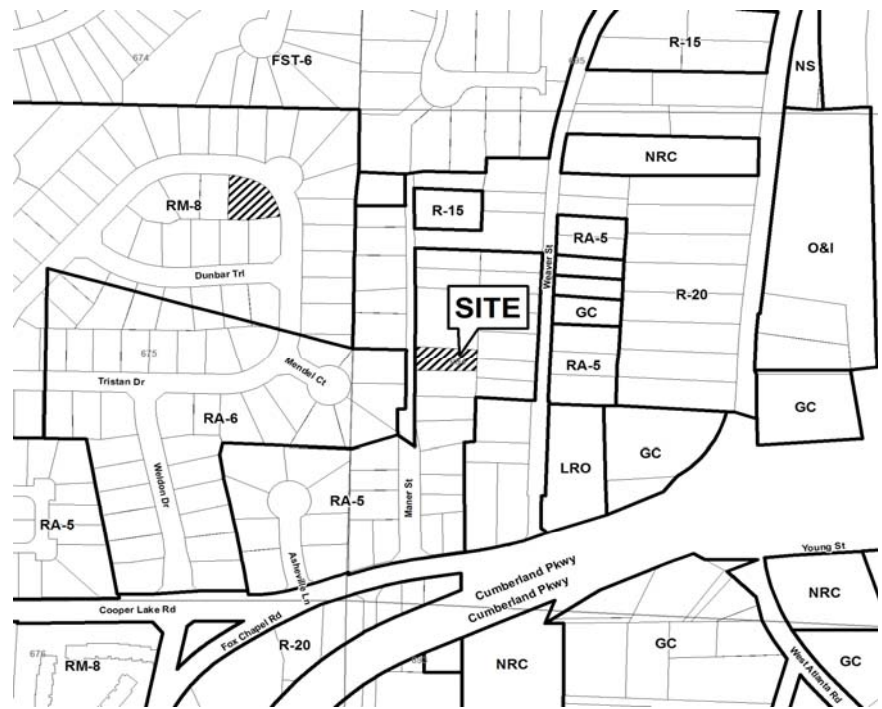 R-15
674
FST-6
695
NS
NRC
RM-8
R-15
RA-5
Weaver St
O&I
Dunbar Trl
R-20
SITE
GC
675
Mendel Ct
RA-5
Tristan Dr
RA-6
GC
Weldon Dr
LRO
GC
RA-5
RA-5
Maner St
Asheville Ln
Young St
Cumberland Pkwy
Cumberland Pkwy
NRC
Cooper Lake Rd
Fox Chapel Rd
R-20
GC
676
RM-8
NRC
West Atlanta Rd
GC